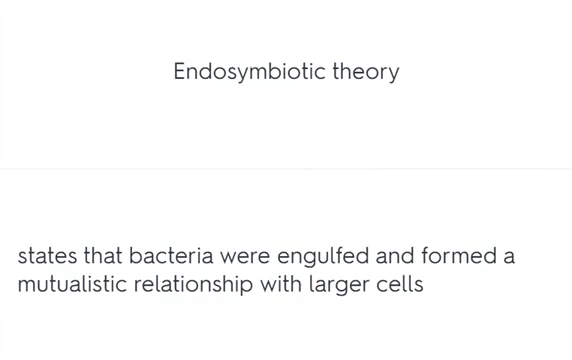 Endosymbiotic theory
states that bacteria were engulfed and formed a
mutualistic relationship with larger cells